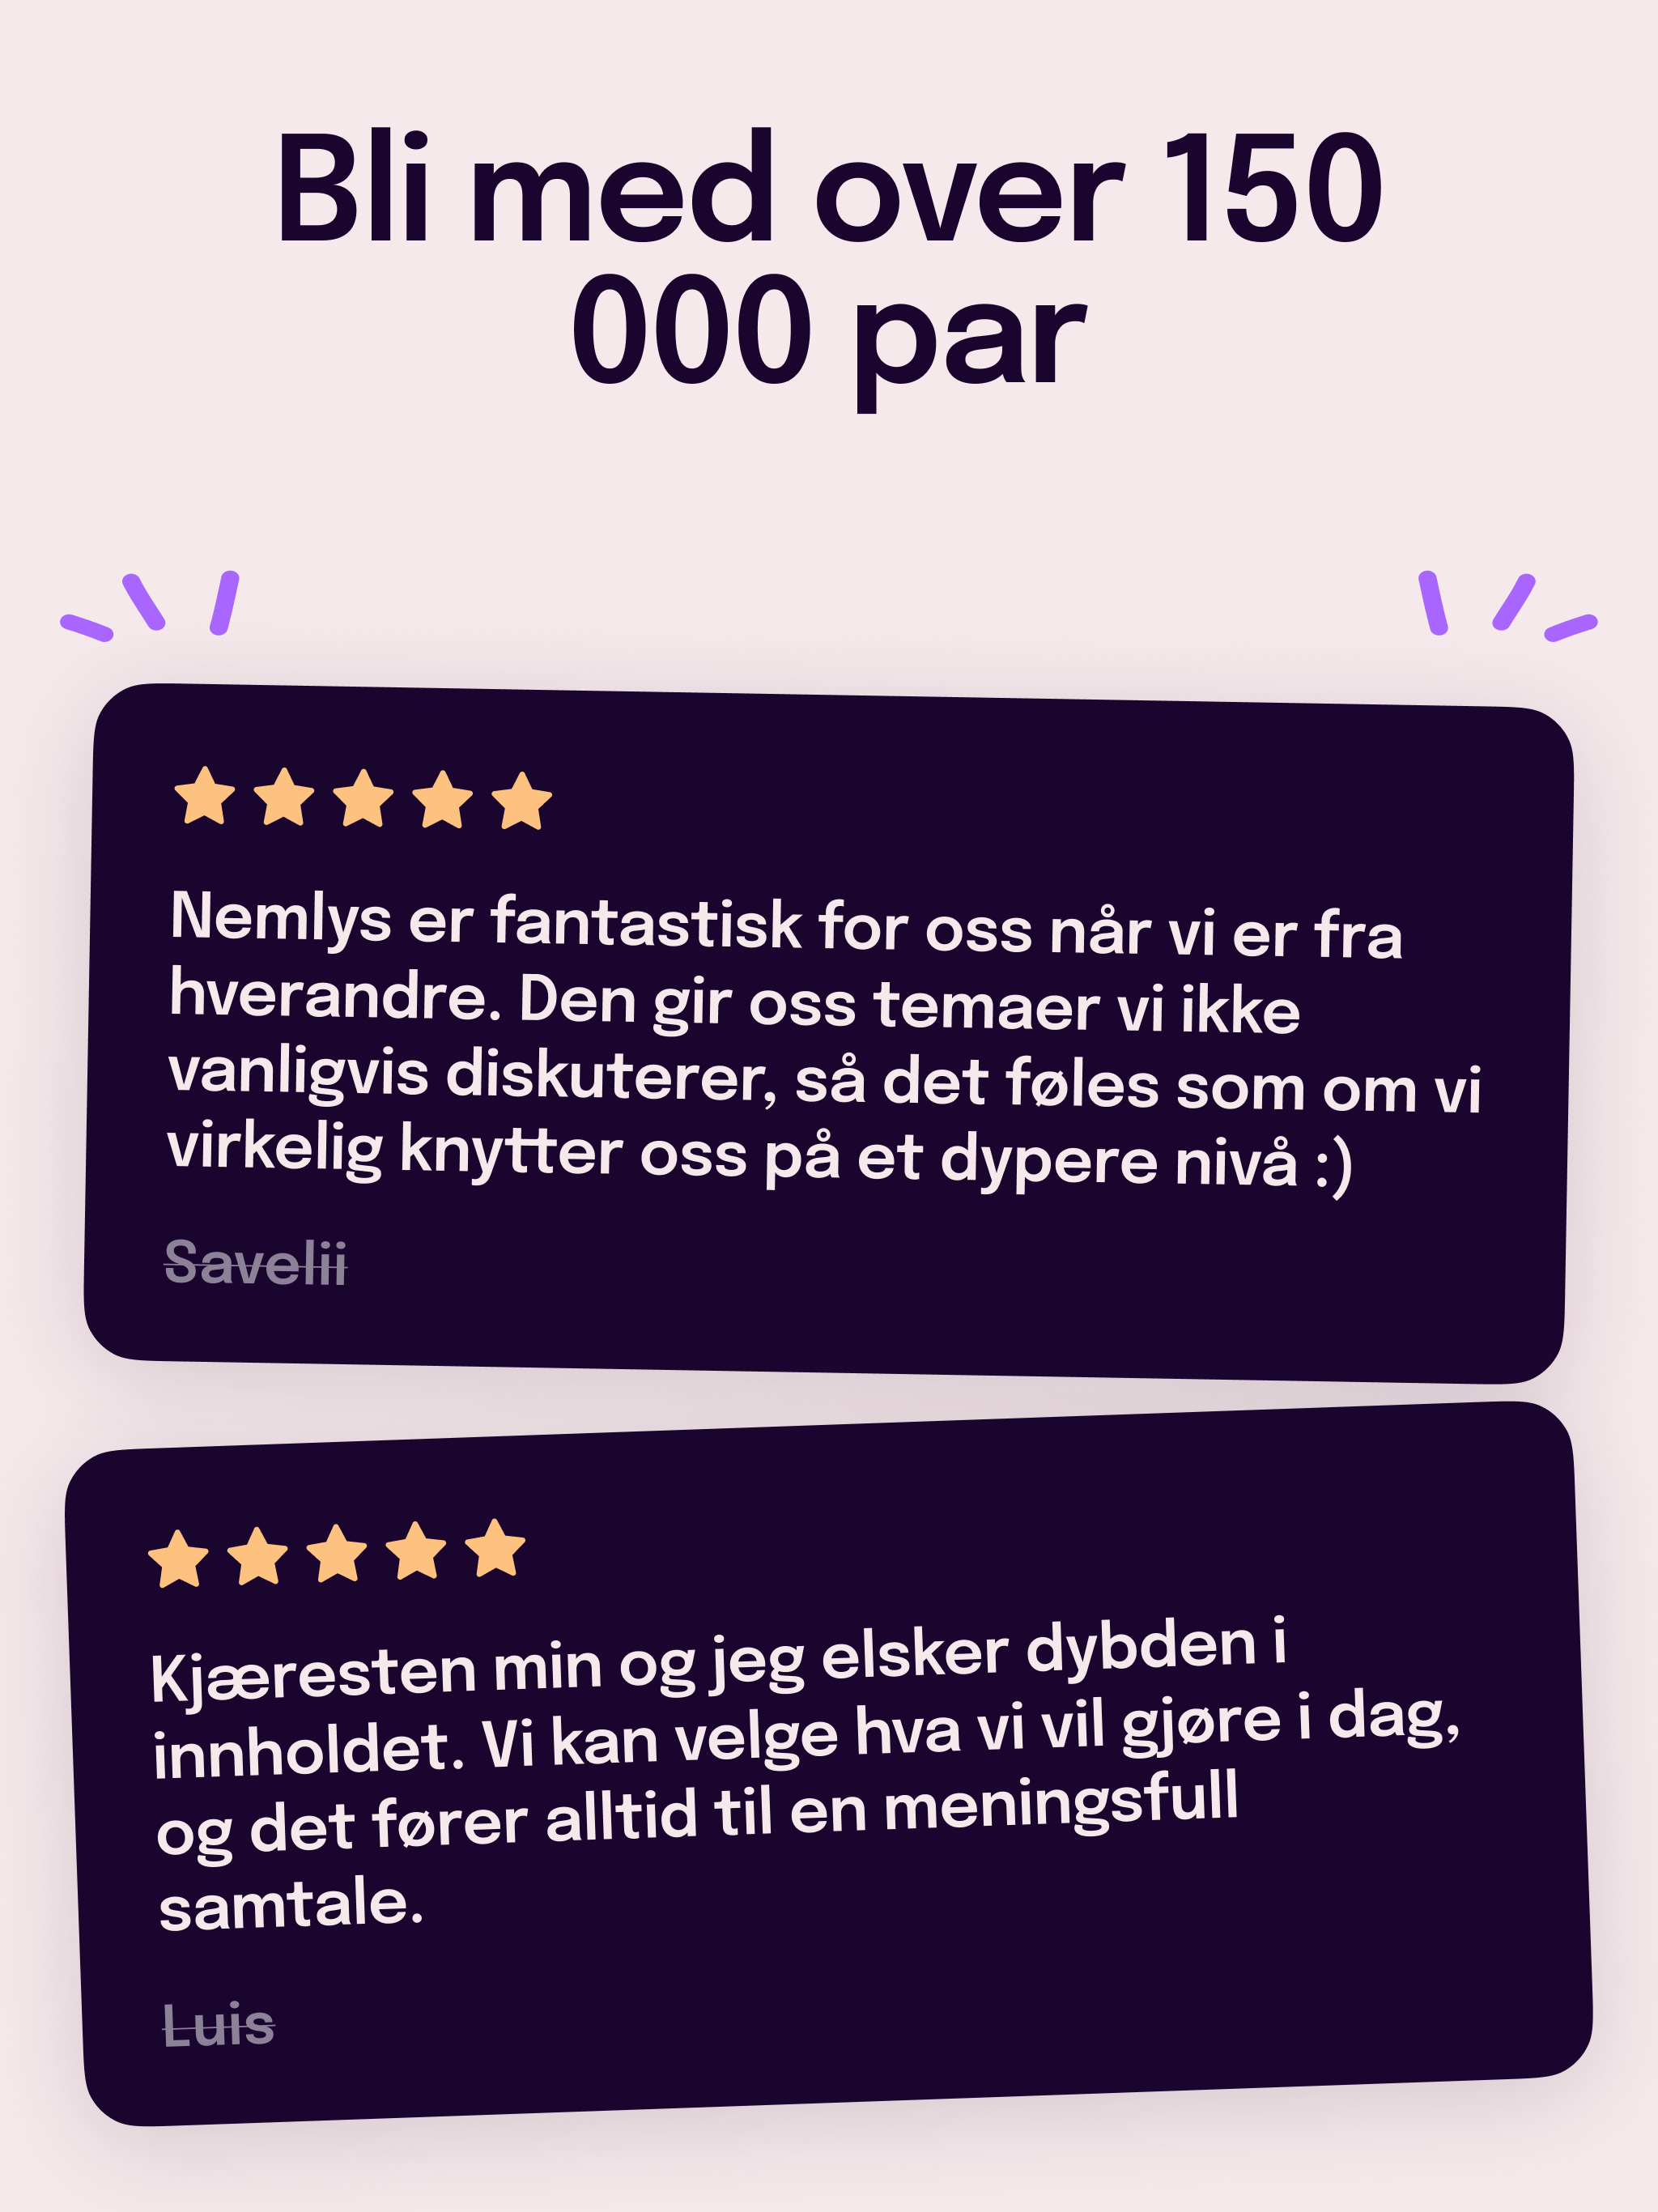 Bli med over 150
000 par
Nemlys er fantastisk for oss når vi er fra
hverandre. Den gir oss temaer vi ikke
vanligvis diskuterer, så det føles som om vi
virkelig knytter oss på et dypere nivå :)
Savelii
Kjæresten min og jeg elsker dybden i
innholdet. Vi kan velge hva vi vil gjøre i dag,
og det fører alltid til en meningsfull
samtale.
Luis